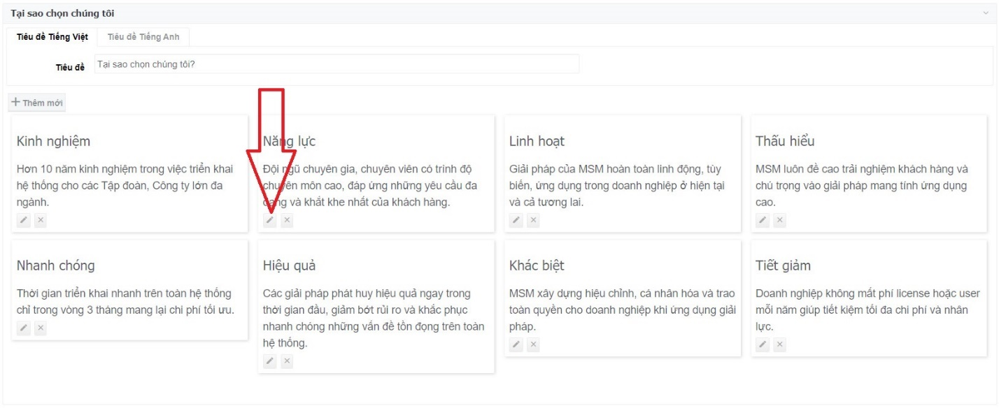 Tại sao chọn chúng tôi
Tiêu đề Tiếng Việt
Tiêu đề Tiếng Anh
Tiêu đề
Tại sao chọn chúng tôi?
Thêm mới
Kinh nghiệm
Hơn 10 năm kinh nghiệm trong việc triển khai
hệ thống cho các Tập đoàn, Công ty lớn đa
ngành.
Năng lực
Đội ngũ chuyên gia, chuyên viên có trình độ
chuyên môn cao, đáp ứng những yêu cầu đa
dạng và khắt khe nhất của khách hàng.
Linh hoạt
Giải pháp của MSM hoàn toàn linh động, tùy
biến, ứng dụng trong doanh nghiệp ở hiện tại
và cả tương lai.
Thấu hiểu
MSM luôn đề cao trải nghiệm khách hàng và
chú trọng vào giải pháp mang tính ứng dụng
cao.
Nhanh chóng
Thời gian triển khai nhanh trên toàn hệ thống
chỉ trong vòng 3 tháng mang lại chi phí tối ưu.
Hiệu quả
Các giải pháp phát huy hiệu quả ngay trong
thời gian đầu, giảm bớt rủi ro và khắc phục
nhanh chóng những vấn đề tồn đọng trên toàn
hệ thống.
Khác biệt
MSM xây dựng hiệu chỉnh, cá nhân hóa và trao
toàn quyền cho doanh nghiệp khi ứng dụng giải
pháp.
Tiết giảm
Doanh nghiệp không mất phí license hoặc user
mỗi năm giúp tiết kiệm tối đa chi phí và nhân
lực.